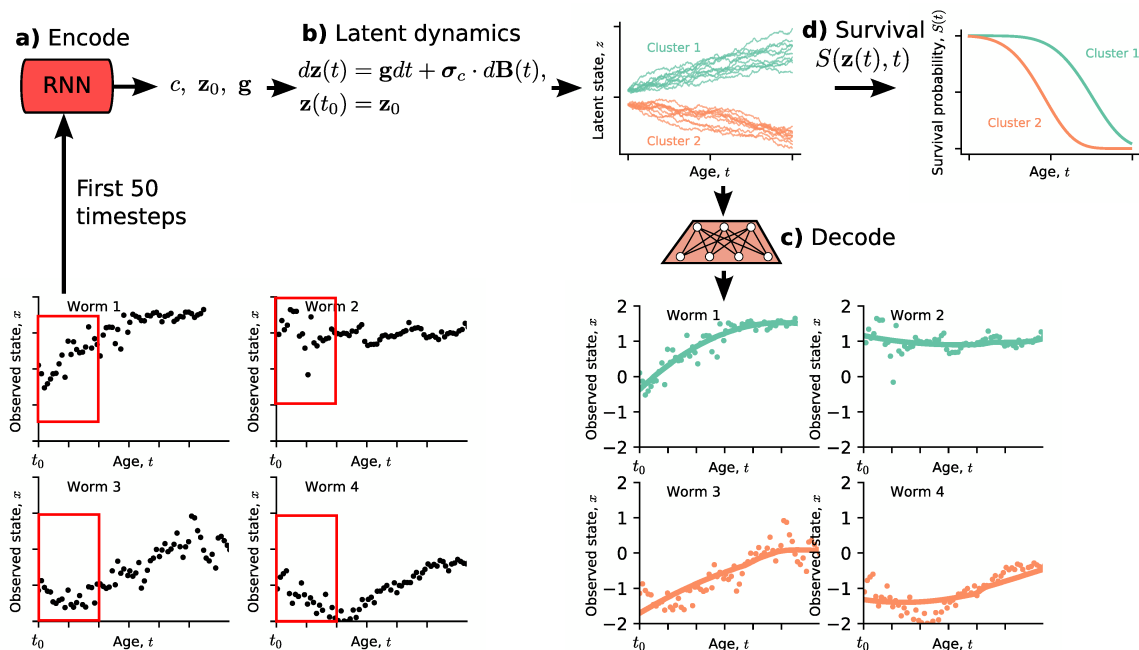 a) Encode
RNN
c, z₀, g
First 50
timesteps
b) Latent dynamics
dz(t) = gdt + σ_c · dB(t),
z(t₀) = z₀
Latent state, z
Cluster 1
Cluster 2
Age, t
d) Survival
S(z(t), t)
Survival probability, S(t)
Cluster 1
Cluster 2
Age, t
c) Decode
Worm 1
Observed state, x
t₀
Age, t
Worm 2
Observed state, x
t₀
Age, t
Worm 3
Observed state, x
t₀
Age, t
Worm 4
Observed state, x
t₀
Age, t
Worm 1
Observed state, x
2
1
0
−1
−2
t₀
Age, t
Worm 2
Observed state, x
2
1
0
−1
−2
t₀
Age, t
Worm 3
Observed state, x
2
1
0
−1
−2
t₀
Age, t
Worm 4
Observed state, x
2
1
0
−1
−2
t₀
Age, t